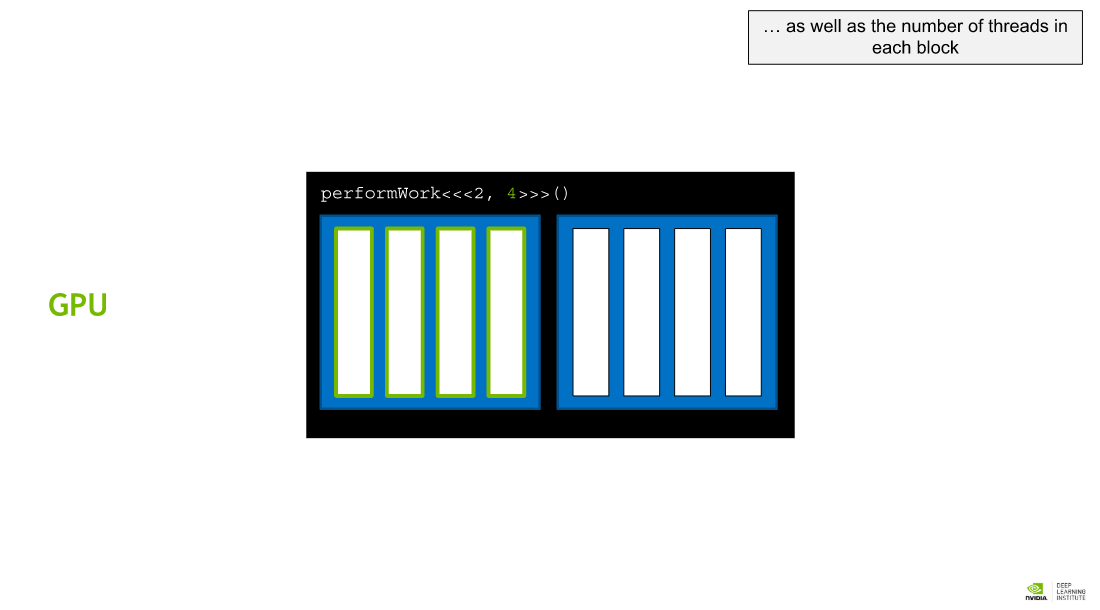 … as well as the number of threads in
each block
performWork<<<2, 4>>>()
GPU
NVIDIA.
DEEP
LEARNING
INSTITUTE